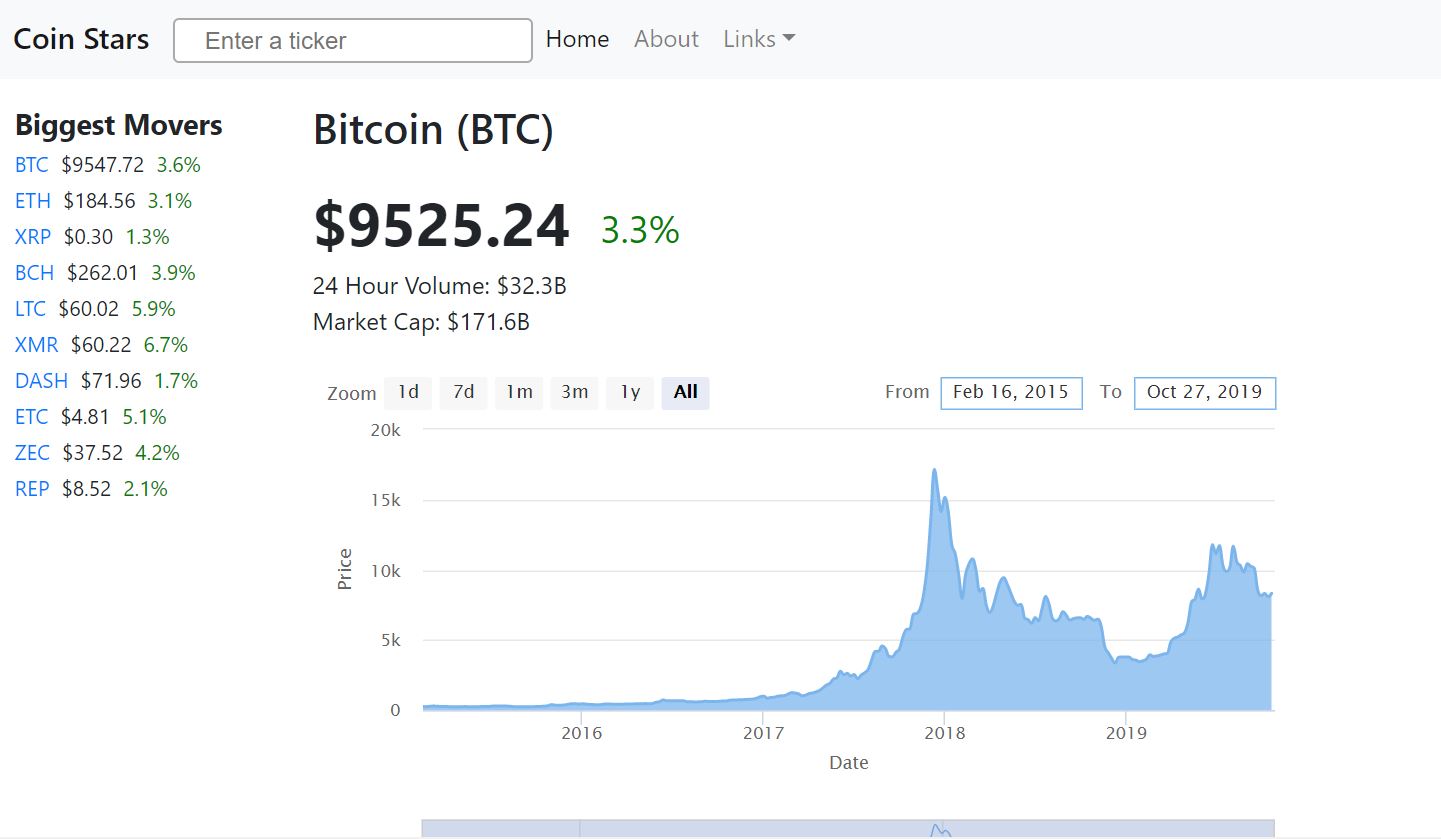 Coin Stars Enter a ticker Home About Links
Biggest Movers
BTC $9547.72 3.6%
ETH $184.56 3.1%
XRP $0.30 1.3%
BCH $262.01 3.9%
LTC $60.02 5.9%
XMR $60.22 6.7%
DASH $71.96 1.7%
ETC $4.81 5.1%
ZEC $37.52 4.2%
REP $8.52 2.1%
Bitcoin (BTC)
$9525.24 3.3%
24 Hour Volume: $32.3B
Market Cap: $171.6B
Zoom 1d 7d 1m 3m 1y All From Feb 16, 2015 To Oct 27, 2019
20k
15k
10k
5k
0
Price
2016 2017 2018 2019
Date